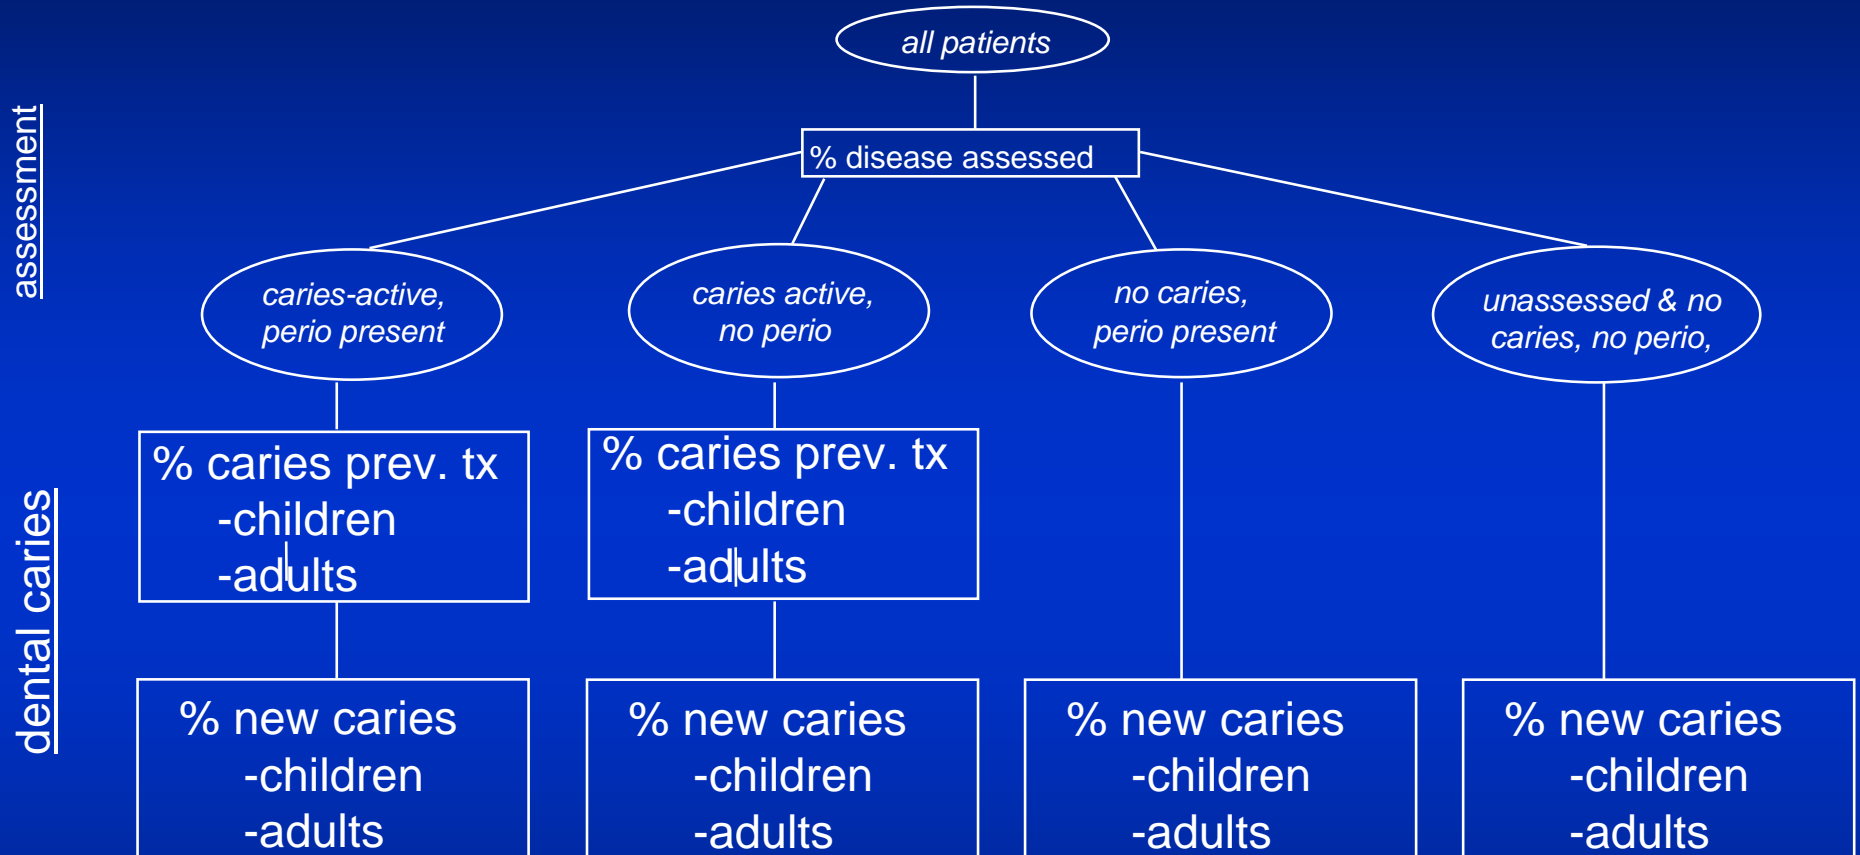 all patients
assessment
% disease assessed
caries-active,
perio present
caries active,
no perio
no caries,
perio present
unassessed & no
caries, no perio,
dental caries
% caries prev. tx
-children
-adults
% caries prev. tx
-children
-adults
% new caries
-children
-adults
% new caries
-children
-adults
% new caries
-children
-adults
% new caries
-children
-adults